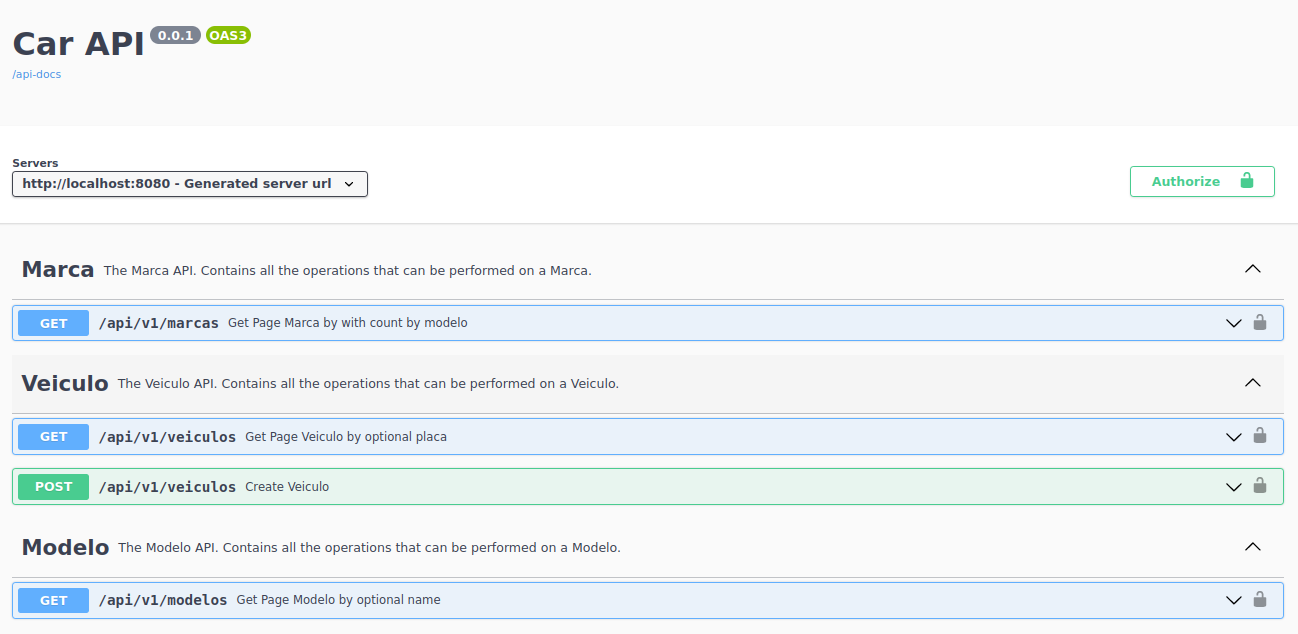 Car API 0.0.1 OAS3
/api-docs
Servers
http://localhost:8080 - Generated server url
Authorize
Marca The Marca API. Contains all the operations that can be performed on a Marca.
GET /api/v1/marcas Get Page Marca by with count by modelo
Veiculo The Veiculo API. Contains all the operations that can be performed on a Veiculo.
GET /api/v1/veiculos Get Page Veiculo by optional placa
POST /api/v1/veiculos Create Veiculo
Modelo The Modelo API. Contains all the operations that can be performed on a Modelo.
GET /api/v1/modelos Get Page Modelo by optional name